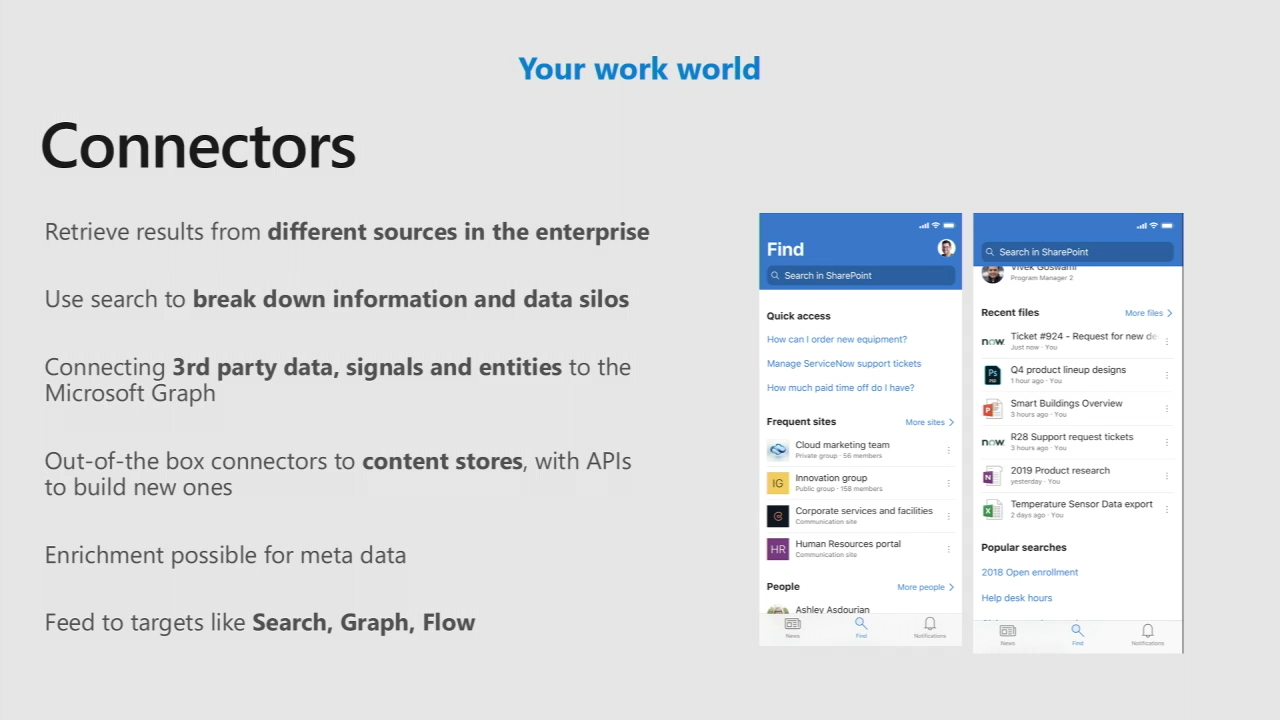 Your work world
Connectors
Retrieve results from different sources in the enterprise
Use search to break down information and data silos
Connecting 3rd party data, signals and entities to the
Microsoft Graph
Out-of-the box connectors to content stores, with APIs
to build new ones
Enrichment possible for meta data
Feed to targets like Search, Graph, Flow
Find
Search in SharePoint
Quick access
How can I order new equipment?
Manage ServiceNow support tickets
How much paid time off do I have?
Frequent sites
More sites
Cloud marketing team
Private group · 56 members
IG
Innovation group
Public group · 158 members
Corporate services and facilities
Communication site
HR
Human Resources portal
Communication site
People
More people
Ashley Asdourian
News
Find
Notifications
Search in SharePoint
Vivek Goswami
Program Manager 2
Recent files
More files
now
Ticket #924 - Request for new de
Just now · You
Ps
Q4 product lineup designs
1 hour ago · You
Smart Buildings Overview
3 hours ago · You
now
R28 Support request tickets
3 hours ago · You
2019 Product research
yesterday · You
Temperature Sensor Data export
2 days ago · You
Popular searches
2018 Open enrollment
Help desk hours
News
Find
Notifications